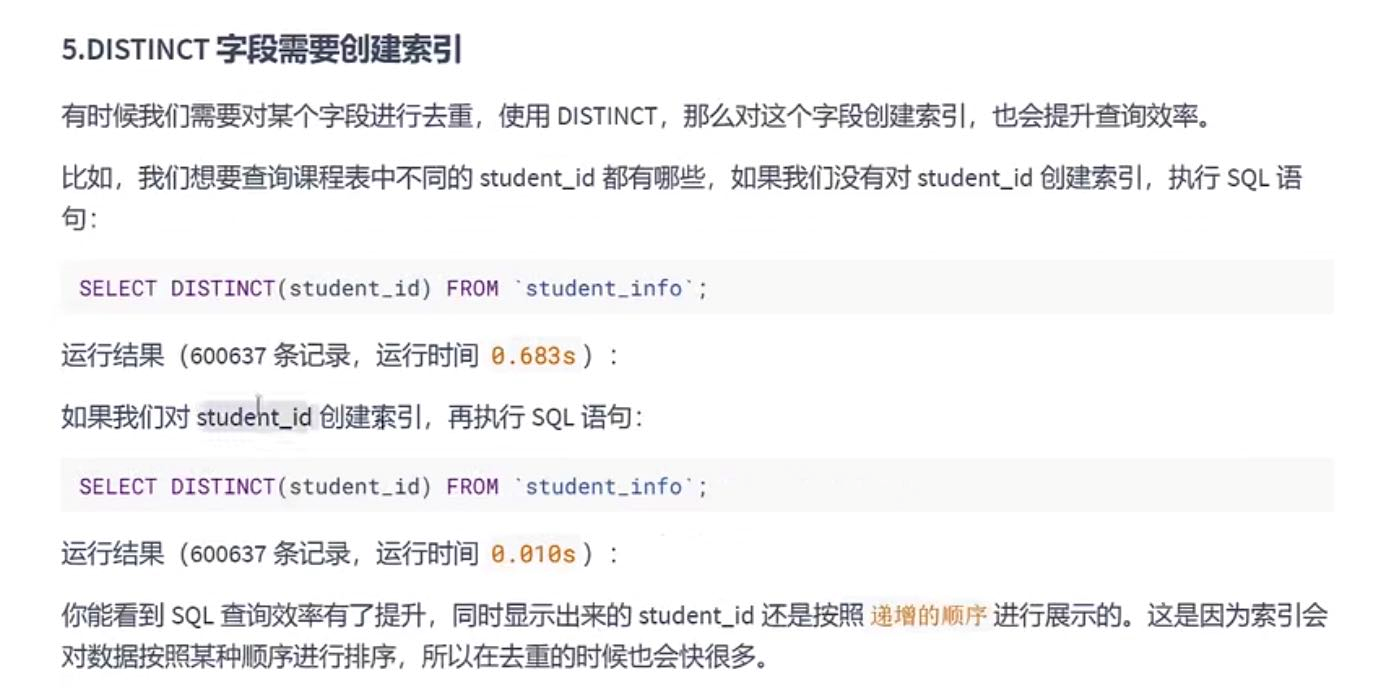 5.DISTINCT 字段需要创建索引
有时候我们需要对某个字段进行去重，使用 DISTINCT，那么对这个字段创建索引，也会提升查询效率。
比如，我们想要查询课程表中不同的 student_id 都有哪些，如果我们没有对 student_id 创建索引，执行 SQL 语
句：
SELECT DISTINCT(student_id) FROM `student_info`;
运行结果（600637 条记录，运行时间 0.683s）：
如果我们对 student_id 创建索引，再执行 SQL 语句：
SELECT DISTINCT(student_id) FROM `student_info`;
运行结果（600637 条记录，运行时间 0.010s）：
你能看到 SQL 查询效率有了提升，同时显示出来的 student_id 还是按照 递增的顺序 进行展示的。这是因为索引会
对数据按照某种顺序进行排序，所以在去重的时候也会快很多。